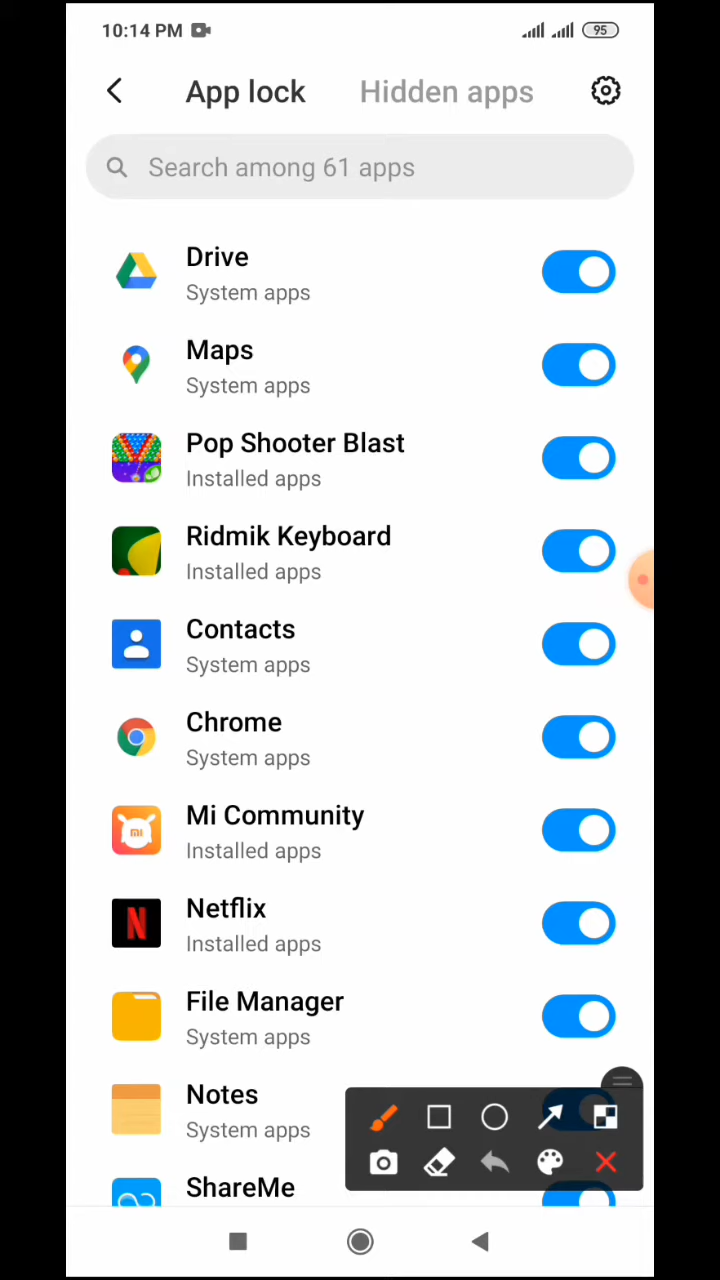 10:14 PM
95
App lock
Hidden apps
Search among 61 apps
Drive
System apps
Maps
System apps
Pop Shooter Blast
Installed apps
Ridmik Keyboard
Installed apps
Contacts
System apps
Chrome
System apps
mi
Mi Community
Installed apps
N
Netflix
Installed apps
File Manager
System apps
Notes
System apps
ShareMe